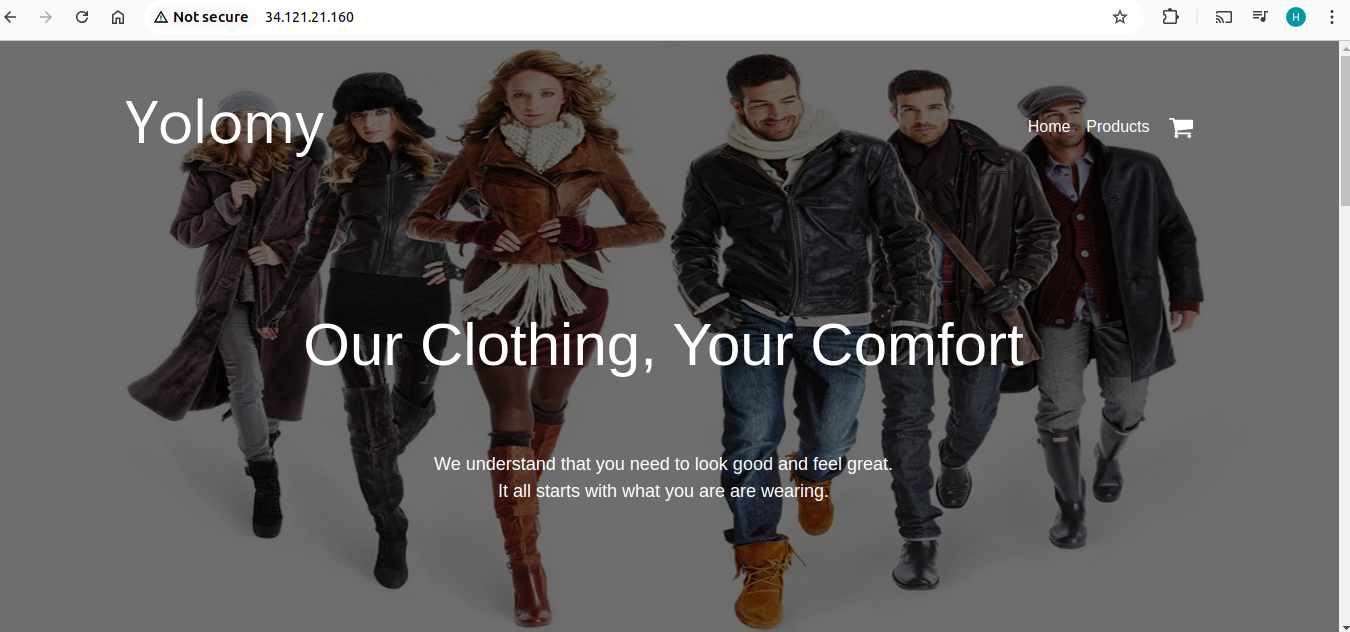 Not secure 34.121.21.160
H
Yolomy
Home Products
Our Clothing, Your Comfort
We understand that you need to look good and feel great.
It all starts with what you are are wearing.